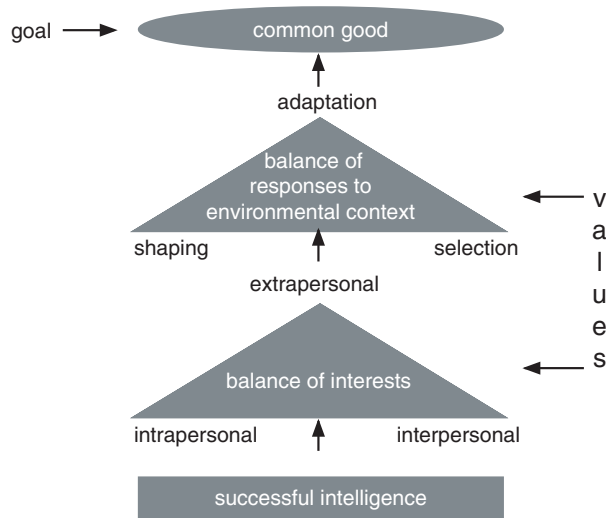 goal
common good
adaptation
balance of
responses to
environmental context
values
shaping
selection
extrapersonal
balance of interests
intrapersonal
interpersonal
successful intelligence